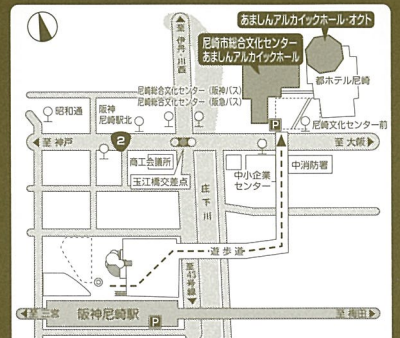 あましんアルカイックホール・オクト
至伊丹・川西
尼崎市総合文化センター
あましんアルカイックホール
都ホテル尼崎
尼崎総合文化センター（阪神バス）
尼崎総合文化センター（阪急バス）
昭和通
阪神
尼崎駅北
P
尼崎文化センター前
至神戸
2
至大阪
商工会議所
玉江橋交差点
庄下川
中小企業
センター
中消防署
遊歩道
至43号線
至三宮
阪神尼崎駅
P
至梅田